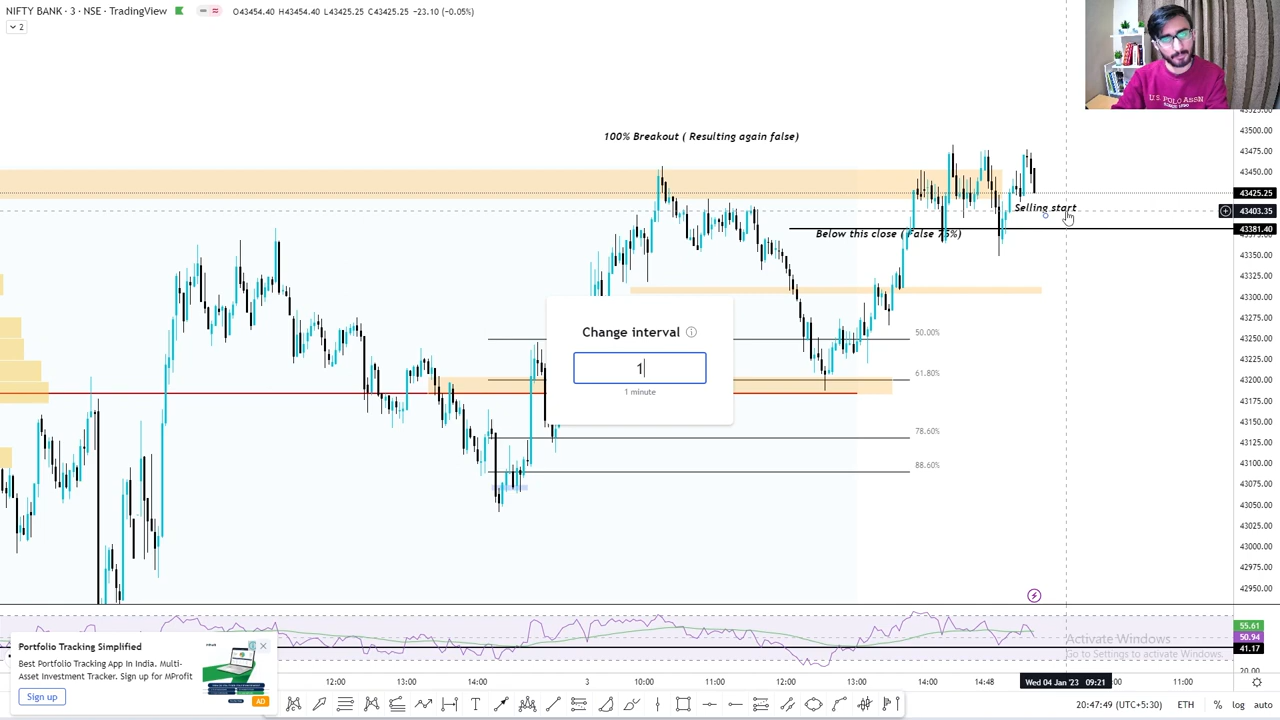 NIFTY BANK · 3 · NSE · TradingView O43454.40 H43454.40 L43425.25 C43425.25 -23.10 (-0.05%)
2
U.S. POLO ASSN.
SINCE 1890
100% Breakout ( Resulting again false)
43500.00
43475.00
43450.00
43425.25
Selling start
43403.35
43381.40
Below this close ( False 75%)
43350.00
43325.00
43300.00
43275.00
43250.00
43225.00
43200.00
43175.00
43150.00
43125.00
43100.00
43075.00
43050.00
43025.00
43000.00
42975.00
42950.00
50.00%
61.80%
78.60%
88.60%
Change interval
1
1 minute
55.61
50.94
41.17
20.00
Activate Windows
Go to Settings to activate Windows.
Portfolio Tracking Simplified
Best Portfolio Tracking App In India. Multi-
Asset Investment Tracker. Sign up for MProfit
Sign up
AD
12:00 13:00 14:00 3 10:00 11:00 12:00 13:00 14:00 14:48 Wed 04 Jan '23 09:21 :00 11:00
20:47:49 (UTC+5:30) ETH % log auto